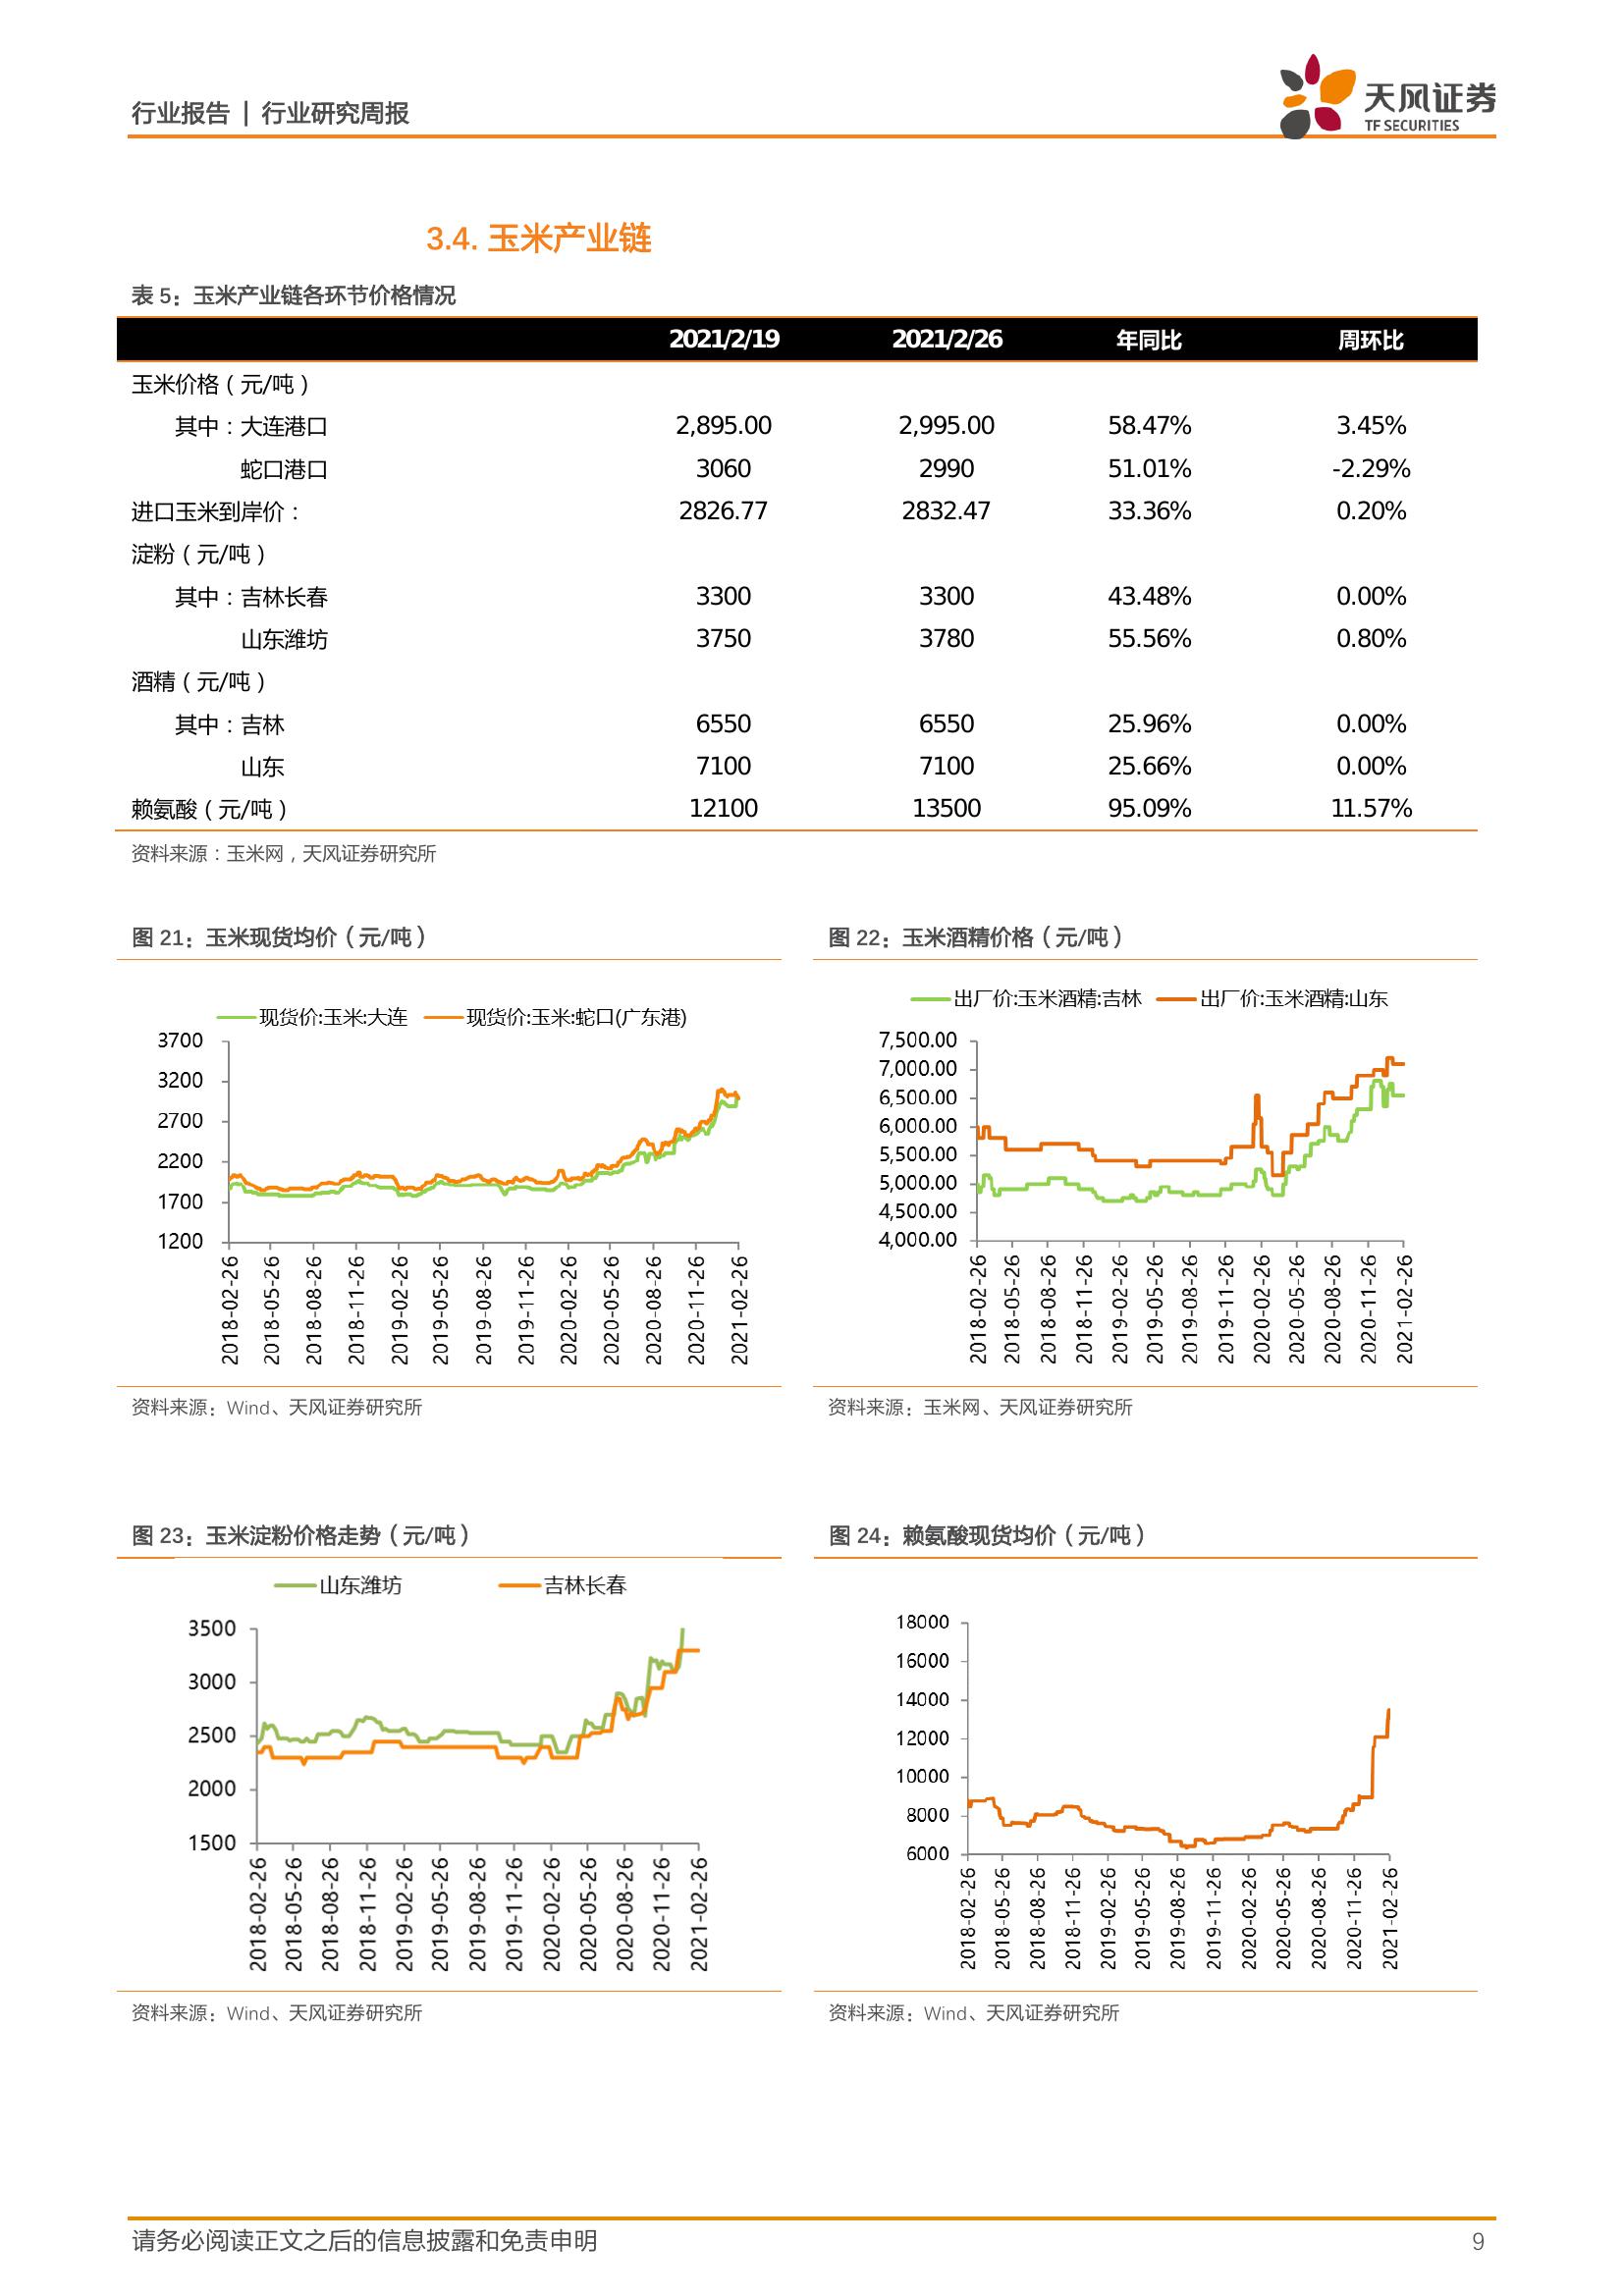 行业报告 | 行业研究周报
天风证券
TF SECURITIES
3.4. 玉米产业链
表 5：玉米产业链各环节价格情况
2021/2/19 2021/2/26 年同比 周环比
玉米价格（元/吨）
其中：大连港口 2,895.00 2,995.00 58.47% 3.45%
蛇口港口 3060 2990 51.01% -2.29%
进口玉米到岸价： 2826.77 2832.47 33.36% 0.20%
淀粉（元/吨）
其中：吉林长春 3300 3300 43.48% 0.00%
山东潍坊 3750 3780 55.56% 0.80%
酒精（元/吨）
其中：吉林 6550 6550 25.96% 0.00%
山东 7100 7100 25.66% 0.00%
赖氨酸（元/吨） 12100 13500 95.09% 11.57%
资料来源：玉米网，天风证券研究所
图 21：玉米现货均价（元/吨）
现货价:玉米:大连 现货价:玉米:蛇口(广东港)
3700
3200
2700
2200
1700
1200
2018-02-26
2018-05-26
2018-08-26
2018-11-26
2019-02-26
2019-05-26
2019-08-26
2019-11-26
2020-02-26
2020-05-26
2020-08-26
2020-11-26
2021-02-26
资料来源：Wind、天风证券研究所
图 22：玉米酒精价格（元/吨）
出厂价:玉米酒精:吉林 出厂价:玉米酒精:山东
7,500.00
7,000.00
6,500.00
6,000.00
5,500.00
5,000.00
4,500.00
4,000.00
2018-02-26
2018-05-26
2018-08-26
2018-11-26
2019-02-26
2019-05-26
2019-08-26
2019-11-26
2020-02-26
2020-05-26
2020-08-26
2020-11-26
2021-02-26
资料来源：玉米网、天风证券研究所
图 23：玉米淀粉价格走势（元/吨）
山东潍坊 吉林长春
3500
3000
2500
2000
1500
2018-02-26
2018-05-26
2018-08-26
2018-11-26
2019-02-26
2019-05-26
2019-08-26
2019-11-26
2020-02-26
2020-05-26
2020-08-26
2020-11-26
2021-02-26
资料来源：Wind、天风证券研究所
图 24：赖氨酸现货均价（元/吨）
18000
16000
14000
12000
10000
8000
6000
2018-02-26
2018-05-26
2018-08-26
2018-11-26
2019-02-26
2019-05-26
2019-08-26
2019-11-26
2020-02-26
2020-05-26
2020-08-26
2020-11-26
2021-02-26
资料来源：Wind、天风证券研究所
请务必阅读正文之后的信息披露和免责申明 9